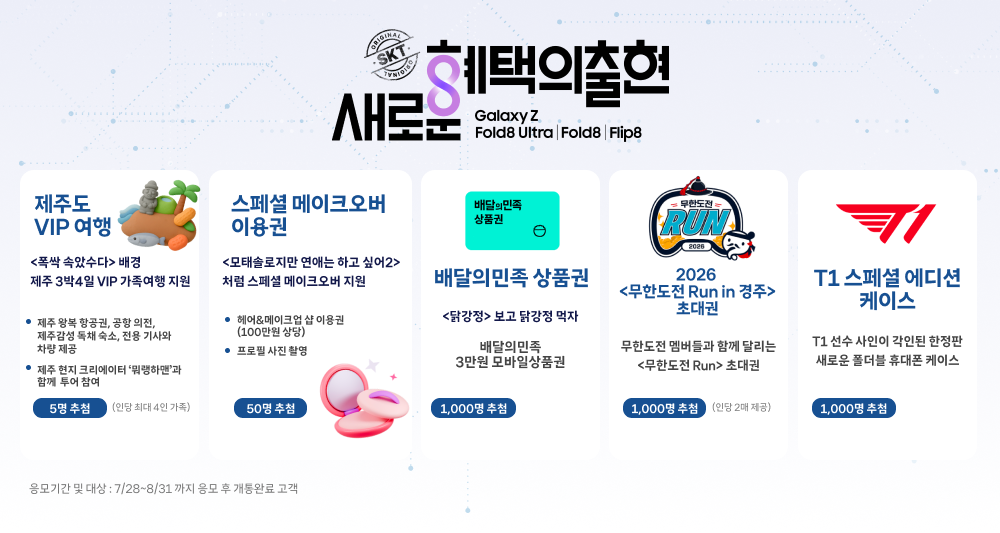 ORIGINAL
SKT
ORIGINAL
혜택의출현
새로운
Galaxy Z
Fold8 Ultra | Fold8 | Flip8
제주도
VIP 여행
<폭싹 속았수다> 배경
제주 3박4일 VIP 가족여행 지원
• 제주 왕복 항공권, 공항 의전,
제주감성 독채 숙소, 전용 기사와
차량 제공
• 제주 현지 크리에이터 ‘뭐랭하맨’과
함께 투어 참여
5명 추첨 (인당 최대 4인 가족)
스페셜 메이크오버
이용권
<모태솔로지만 연애는 하고 싶어2>
처럼 스페셜 메이크오버 지원
• 헤어&메이크업 샵 이용권
(100만원 상당)
• 프로필 사진 촬영
50명 추첨
배달의민족
상품권
배달의민족 상품권
<닭강정> 보고 닭강정 먹자
배달의민족
3만원 모바일상품권
1,000명 추첨
무한도전
RUN
2026
2026
<무한도전 Run in 경주>
초대권
무한도전 멤버들과 함께 달리는
<무한도전 Run> 초대권
1,000명 추첨 (인당 2매 제공)
T1
T1 스페셜 에디션
케이스
T1 선수 사인이 각인된 한정판
새로운 폴더블 휴대폰 케이스
1,000명 추첨
응모기간 및 대상 : 7/28~8/31 까지 응모 후 개통완료 고객